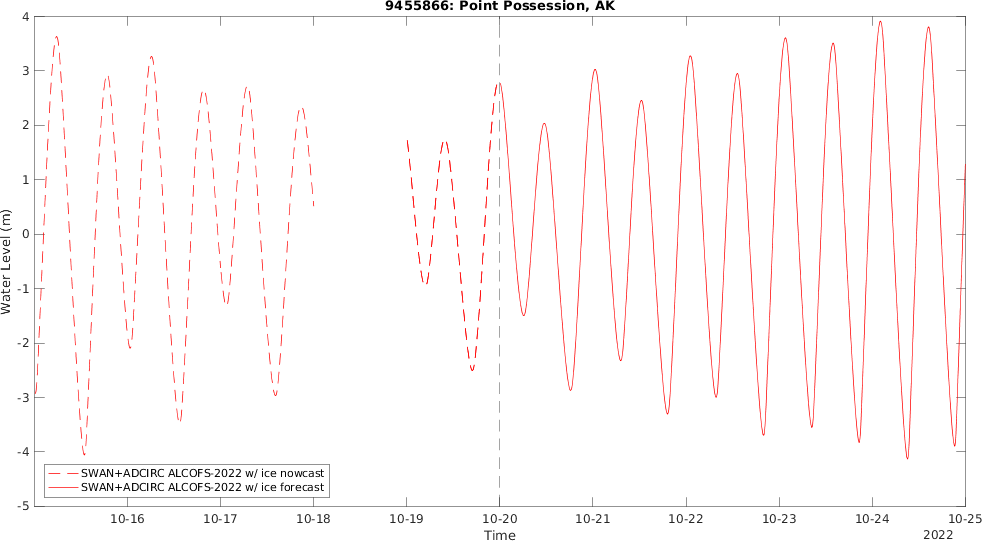 9455866: Point Possession, AK
4
3
2
1
0
-1
-2
-3
-4
-5
Water Level (m)
SWAN+ADCIRC ALCOFS-2022 w/ ice nowcast
SWAN+ADCIRC ALCOFS-2022 w/ ice forecast
10-16 10-17 10-18 10-19 10-20 10-21 10-22 10-23 10-24 10-25
Time
2022